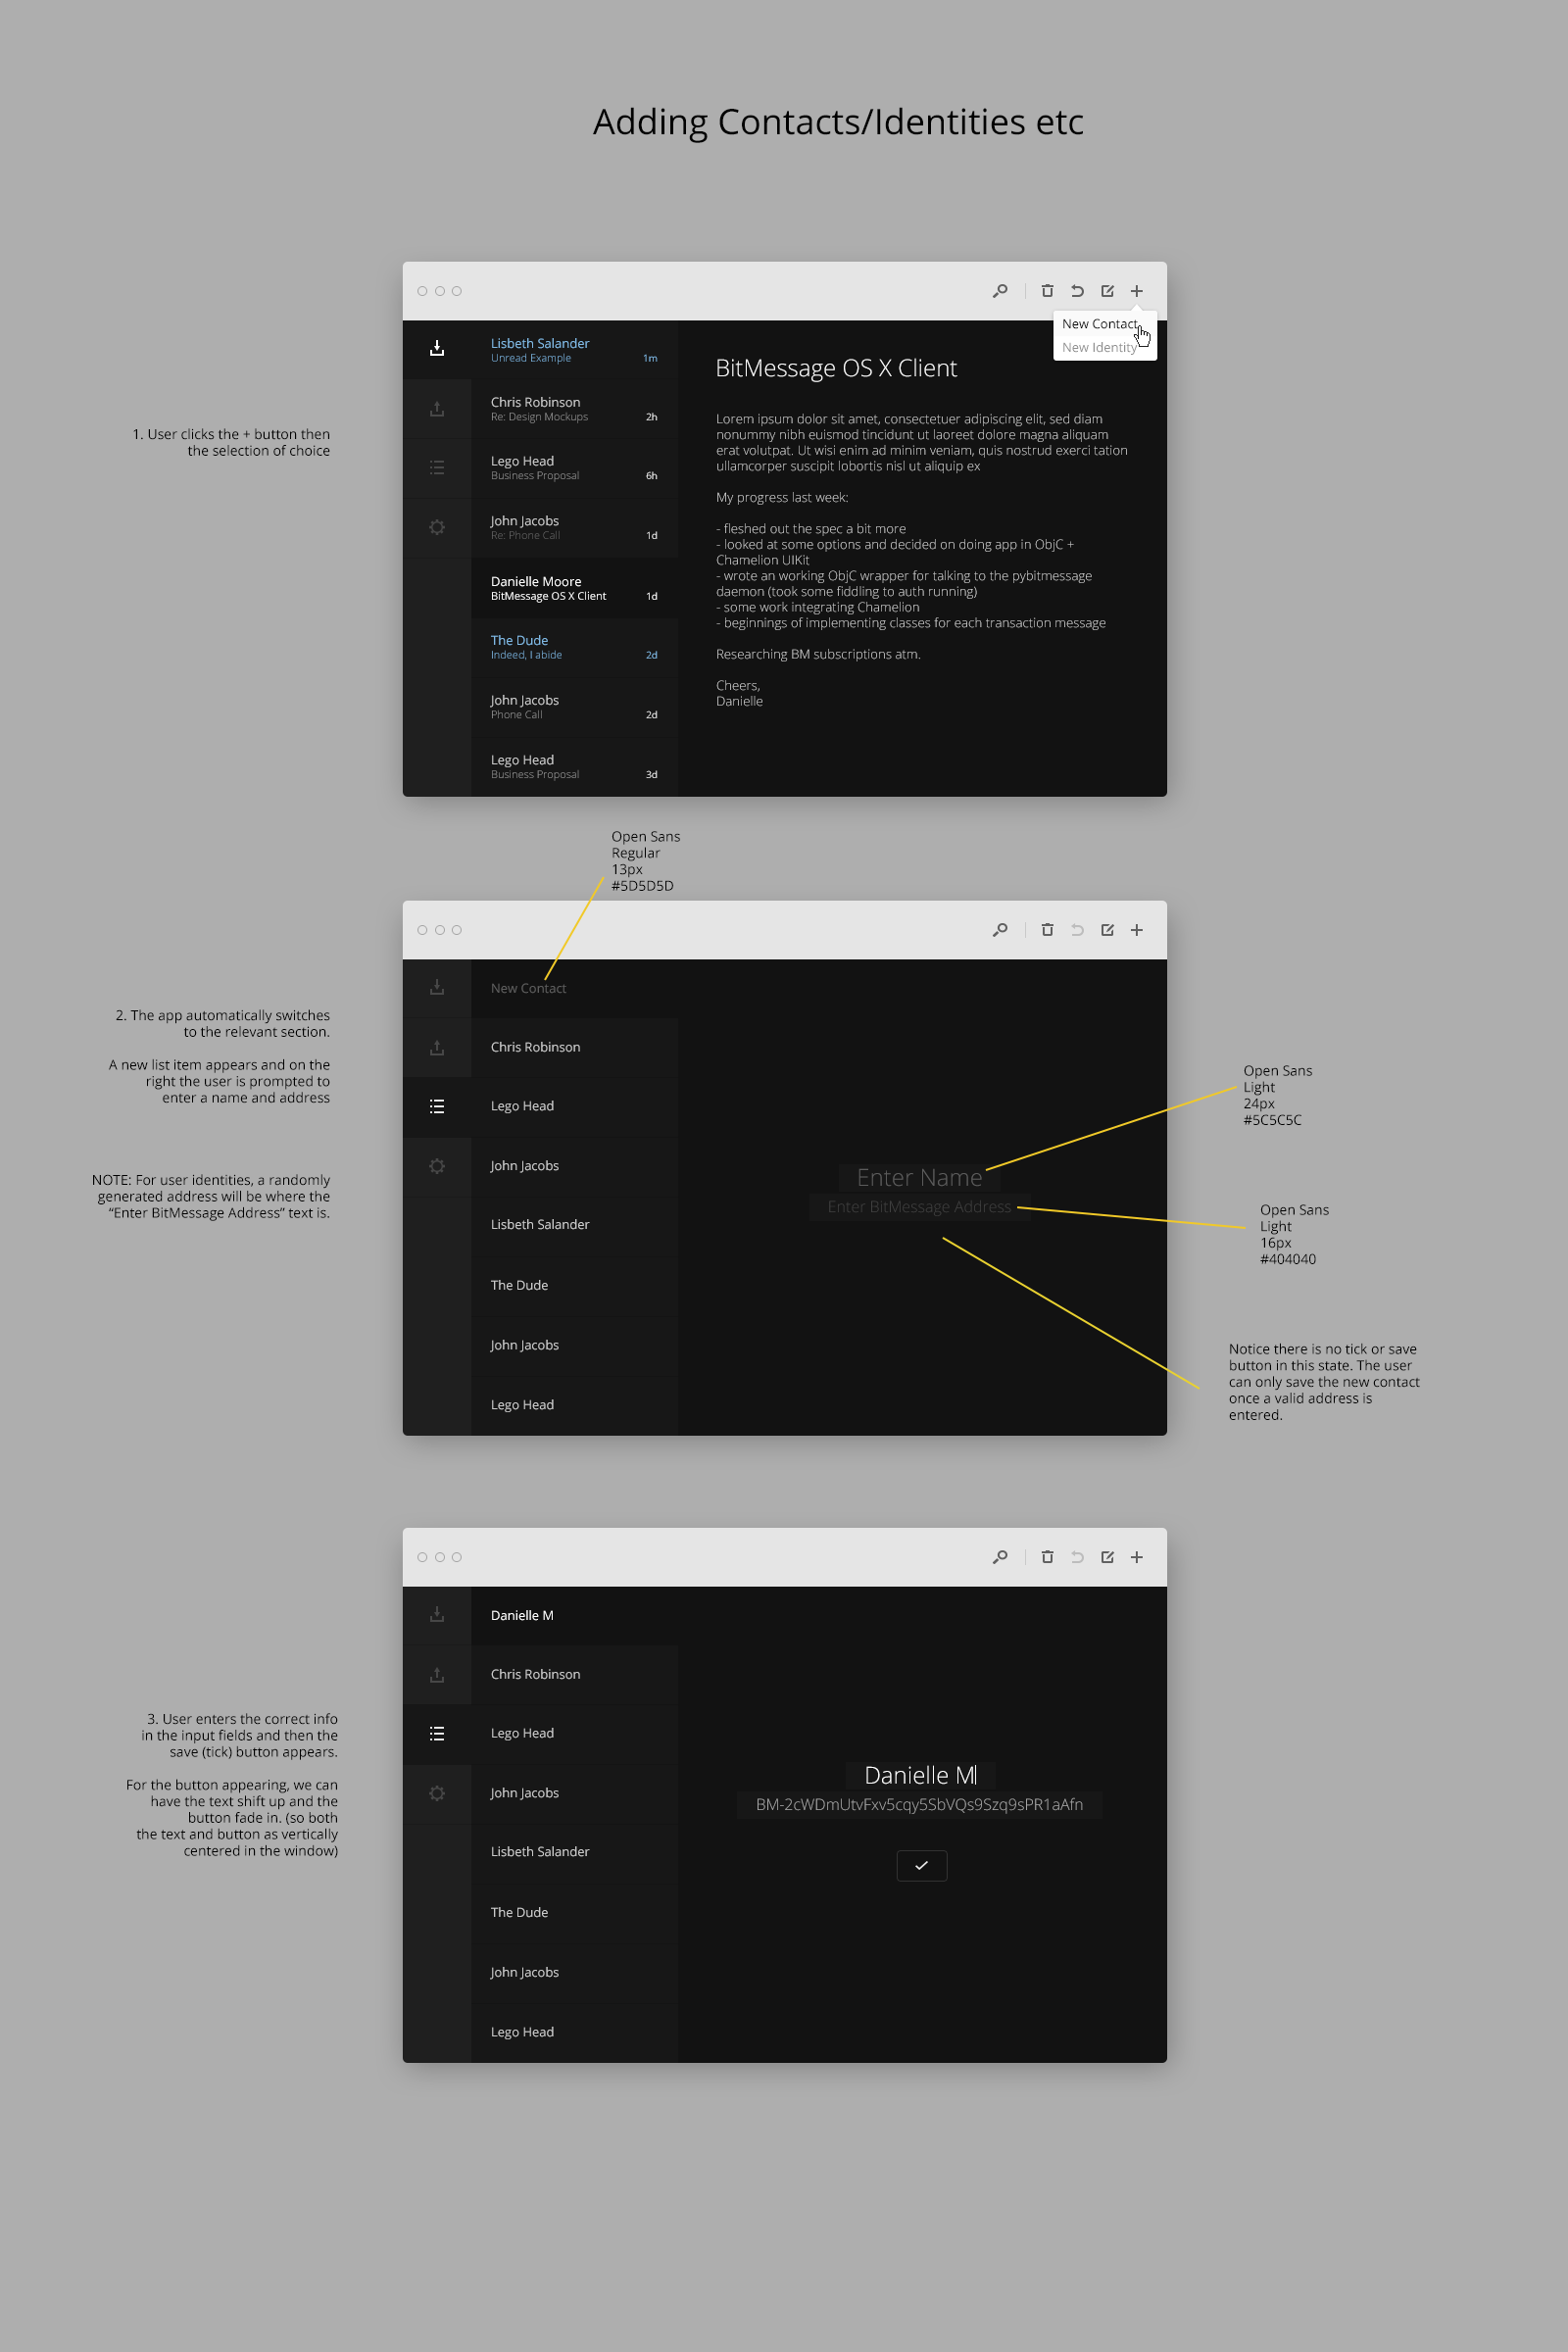 Adding Contacts/Identities etc
New Contact
New Identity
1. User clicks the + button then
the selection of choice
Lisbeth Salander
Unread Example 1m
Chris Robinson
Re: Design Mockups 2h
Lego Head
Business Proposal 6h
John Jacobs
Re: Phone Call 1d
Danielle Moore
BitMessage OS X Client 1d
The Dude
Indeed, I abide 2d
John Jacobs
Phone Call 2d
Lego Head
Business Proposal 3d
BitMessage OS X Client
Lorem ipsum dolor sit amet, consectetuer adipiscing elit, sed diam
nonummy nibh euismod tincidunt ut laoreet dolore magna aliquam
erat volutpat. Ut wisi enim ad minim veniam, quis nostrud exerci tation
ullamcorper suscipit lobortis nisl ut aliquip ex
My progress last week:
- fleshed out the spec a bit more
- looked at some options and decided on doing app in ObjC +
Chamelion UIKit
- wrote an working ObjC wrapper for talking to the pybitmessage
daemon (took some fiddling to auth running)
- some work integrating Chamelion
- beginnings of implementing classes for each transaction message
Researching BM subscriptions atm.
Cheers,
Danielle
Open Sans
Regular
13px
#5D5D5D
2. The app automatically switches
to the relevant section.
A new list item appears and on the
right the user is prompted to
enter a name and address
NOTE: For user identities, a randomly
generated address will be where the
“Enter BitMessage Address” text is.
New Contact
Chris Robinson
Lego Head
John Jacobs
Lisbeth Salander
The Dude
John Jacobs
Lego Head
Enter Name
Enter BitMessage Address
Open Sans
Light
24px
#5C5C5C
Open Sans
Light
16px
#404040
Notice there is no tick or save
button in this state. The user
can only save the new contact
once a valid address is
entered.
3. User enters the correct info
in the input fields and then the
save (tick) button appears.
For the button appearing, we can
have the text shift up and the
button fade in. (so both
the text and button as vertically
centered in the window)
Danielle M
Chris Robinson
Lego Head
John Jacobs
Lisbeth Salander
The Dude
John Jacobs
Lego Head
Danielle M
BM-2cWDmUtvFxv5cqy5SbVQs9Szq9sPR1aAfn